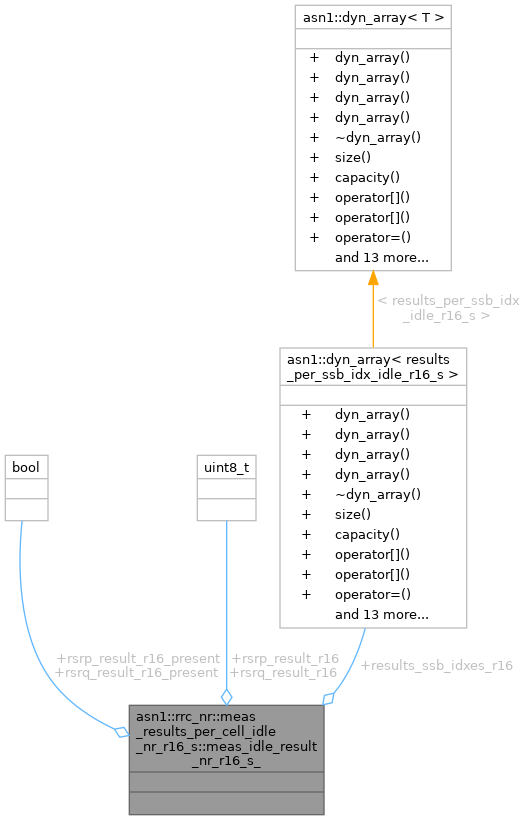 asn1::dyn_array< T >
+ dyn_array()
+ dyn_array()
+ dyn_array()
+ dyn_array()
+ ~dyn_array()
+ size()
+ capacity()
+ operator[]()
+ operator[]()
+ operator=()
and 13 more...
< results_per_ssb_idx
_idle_r16_s >
asn1::dyn_array< results
_per_ssb_idx_idle_r16_s >
+ dyn_array()
+ dyn_array()
+ dyn_array()
+ dyn_array()
+ ~dyn_array()
+ size()
+ capacity()
+ operator[]()
+ operator[]()
+ operator=()
and 13 more...
bool
uint8_t
+rsrp_result_r16_present
+rsrq_result_r16_present
+rsrp_result_r16
+rsrq_result_r16
+results_ssb_idxes_r16
asn1::rrc_nr::meas
_results_per_cell_idle
_nr_r16_s::meas_idle_result
_nr_r16_s_